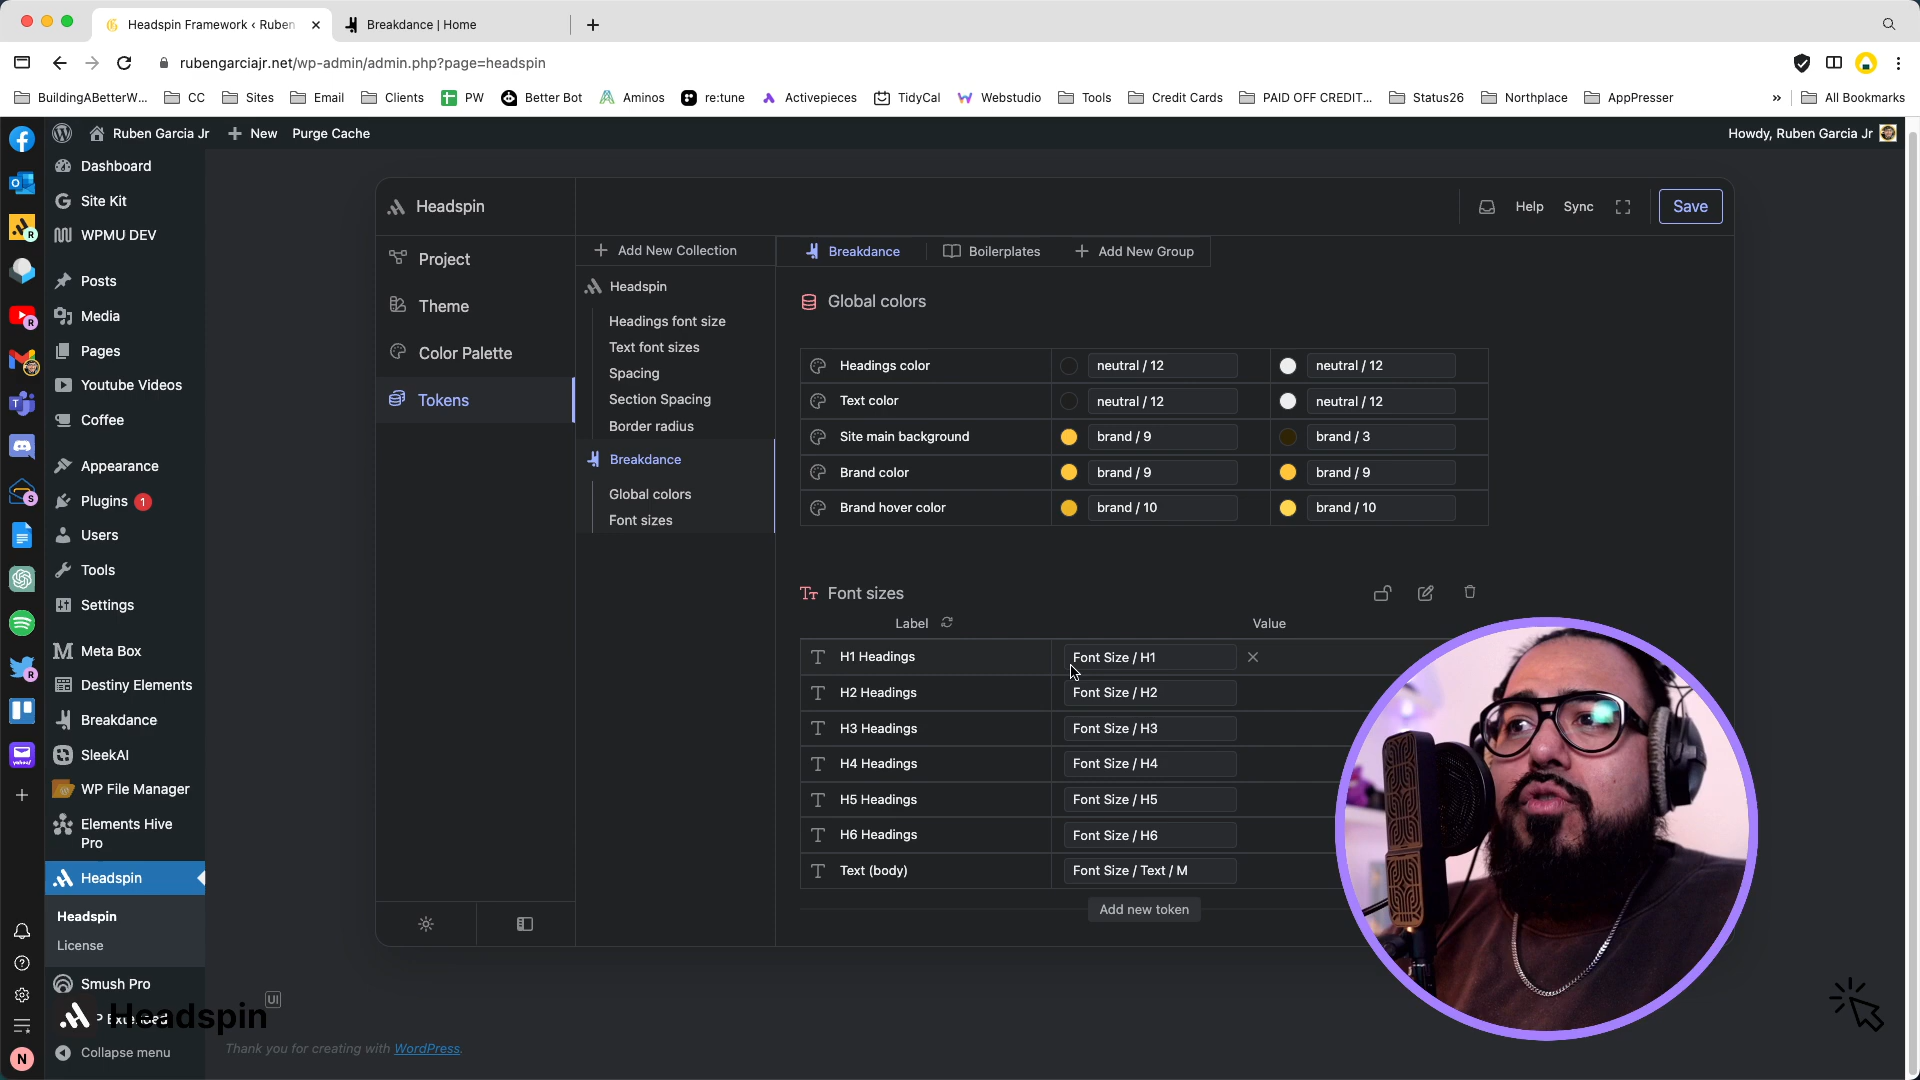 Headspin Framework ‹ Ruben
Breakdance | Home
rubengarciajr.net/wp-admin/admin.php?page=headspin
BuildingABetterW...
CC
Sites
Email
Clients
PW
Better Bot
Aminos
re:tune
Activepieces
TidyCal
Webstudio
Tools
Credit Cards
PAID OFF CREDIT...
Status26
Northplace
AppPresser
»
All Bookmarks
Ruben Garcia Jr
New
Purge Cache
Howdy, Ruben Garcia Jr
Dashboard
Site Kit
WPMU DEV
Posts
Media
Pages
Youtube Videos
Coffee
Appearance
Plugins 1
Users
Tools
Settings
Meta Box
Destiny Elements
Breakdance
SleekAI
WP File Manager
Elements Hive
Pro
Headspin
Headspin
License
Smush Pro
Collapse menu
Headspin
UI
Thank you for creating with WordPress.
Headspin
Help
Sync
Save
Project
Theme
Color Palette
Tokens
Add New Collection
Headspin
Headings font size
Text font sizes
Spacing
Section Spacing
Border radius
Breakdance
Global colors
Font sizes
Breakdance
Boilerplates
Add New Group
Global colors
Headings color neutral / 12 neutral / 12
Text color neutral / 12 neutral / 12
Site main background brand / 9 brand / 3
Brand color brand / 9 brand / 9
Brand hover color brand / 10 brand / 10
Font sizes
Label Value
H1 Headings Font Size / H1
H2 Headings Font Size / H2
H3 Headings Font Size / H3
H4 Headings Font Size / H4
H5 Headings Font Size / H5
H6 Headings Font Size / H6
Text (body) Font Size / Text / M
Add new token
N